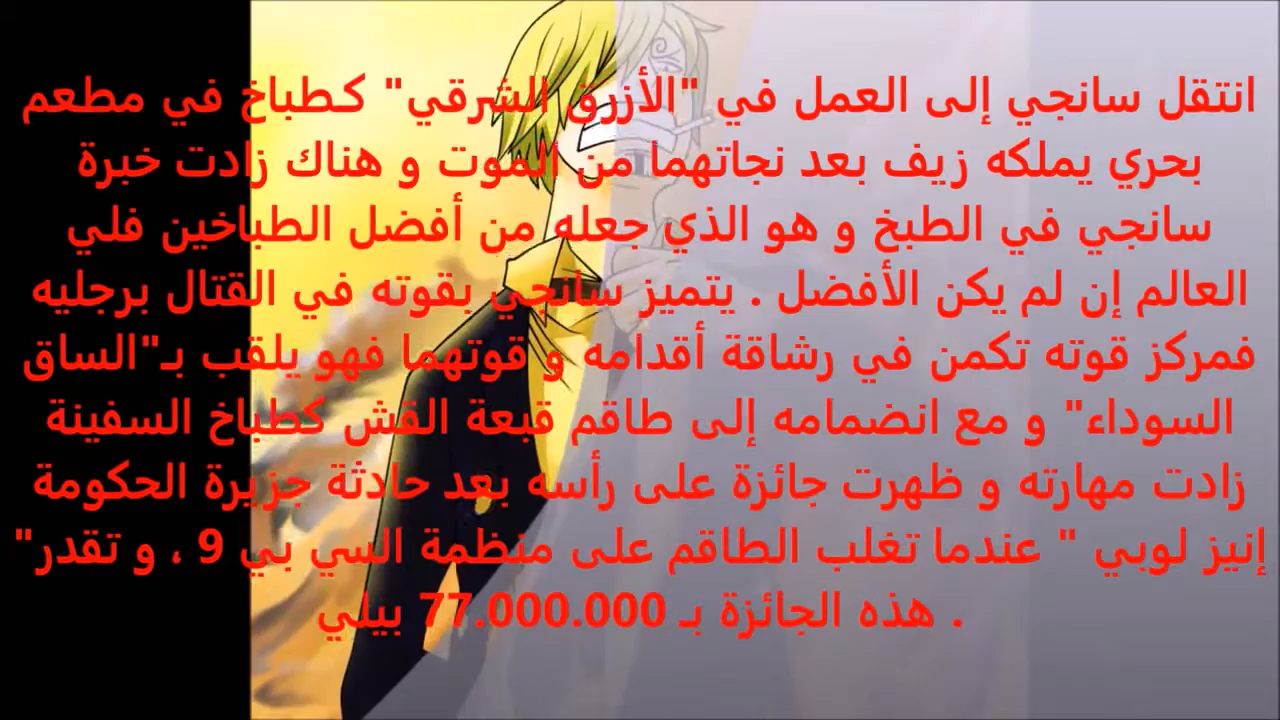 انتقل سانجي إلى العمل في "الأزرق الشرقي" كطباخ في مطعم
بحري يملكه زيف بعد نجاتهما من الموت و هناك زادت خبرة
سانجي في الطبخ و هو الذي جعله من أفضل الطباخين فلي
العالم إن لم يكن الأفضل . يتميز سانجي بقوته في القتال برجليه
فمركز قوته تكمن في رشاقة أقدامه و قوتهما فهو يلقب بـ"الساق
السوداء" و مع انضمامه إلى طاقم قبعة القش كطباخ السفينة
زادت مهارته و ظهرت جائزة على رأسه بعد حادثة جزيرة الحكومة
إنيز لوبي " عندما تغلب الطاقم على منظمة السي بي 9 ، و تقدر"
. هذه الجائزة بـ 77.000.000 بيلي